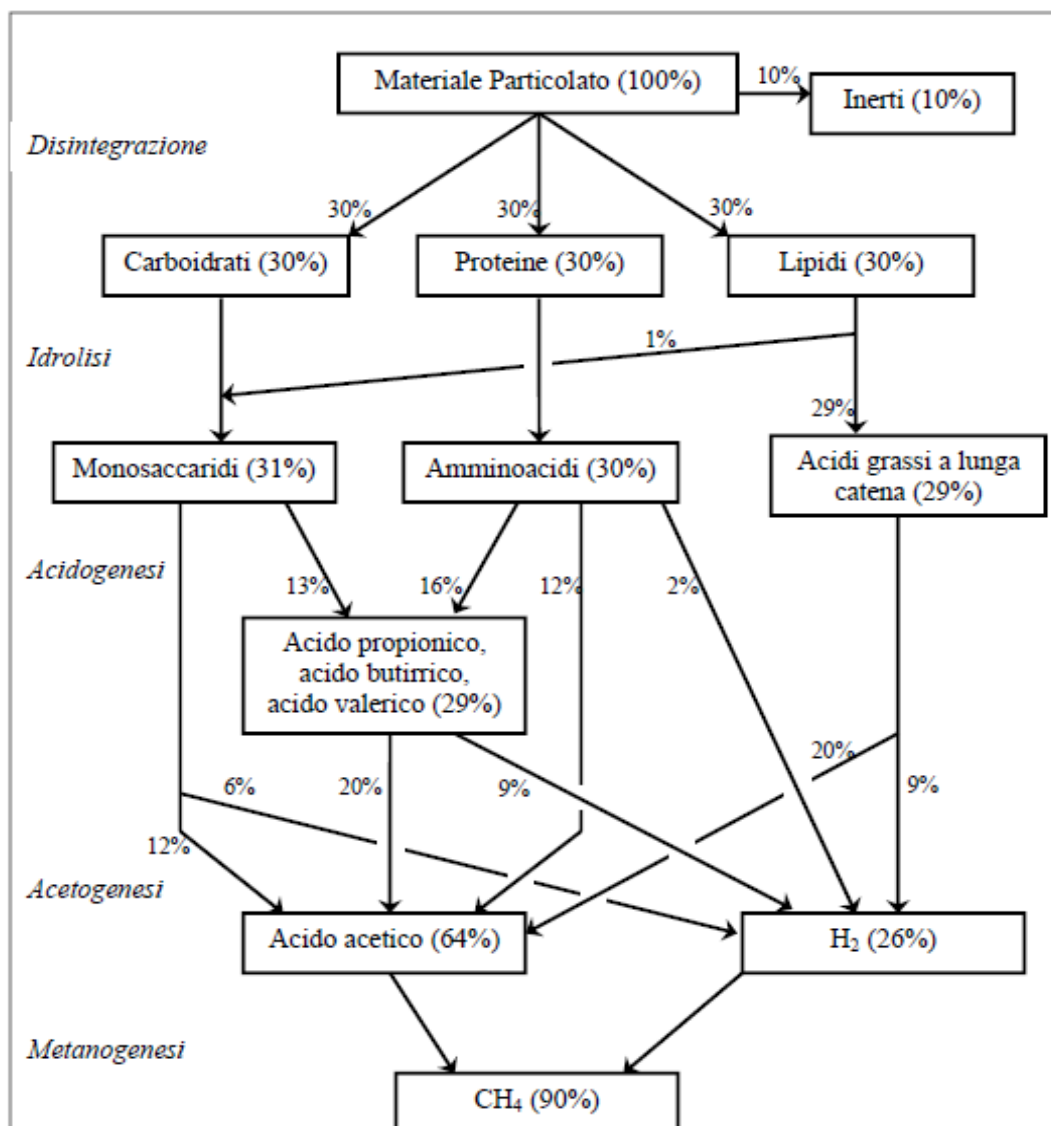 Materiale Particolato (100%)
10%
Inerti (10%)
Disintegrazione
30%
30%
30%
Carboidrati (30%)
Proteine (30%)
Lipidi (30%)
Idrolisi
1%
29%
Monosaccaridi (31%)
Amminoacidi (30%)
Acidi grassi a lunga
catena (29%)
Acidogenesi
13%
16%
12%
2%
Acido propionico,
acido butirrico,
acido valerico (29%)
6%
20%
9%
20%
9%
12%
Acetogenesi
Acido acetico (64%)
H₂ (26%)
Metanogenesi
CH₄ (90%)